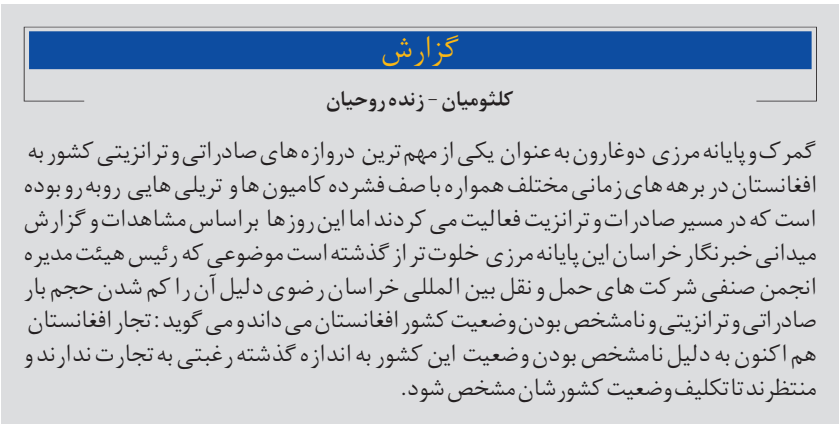 گزارش
کلثومیان - زنده روحیان
گمرک و پایانه مرزی دوغارون به عنوان یکی از مهم ترین دروازه های صادراتی و ترانزیتی کشور به
افغانستان در برهه های زمانی مختلف همواره با صف فشرده کامیون ها و تریلی هایی روبه رو بوده
است که در مسیر صادرات و ترانزیت فعالیت می کردند اما این روزها براساس مشاهدات و گزارش
میدانی خبرنگار خراسان این پایانه مرزی خلوت تر از گذشته است موضوعی که رئیس هیئت مدیره
انجمن صنفی شرکت های حمل و نقل بین المللی خراسان رضوی دلیل آن را کم شدن حجم بار
صادراتی و ترانزیتی و نامشخص بودن وضعیت کشور افغانستان می داند و می گوید: تجار افغانستان
هم اکنون به دلیل نامشخص بودن وضعیت این کشور به اندازه گذشته رغبتی به تجارت ندارند و
منتظرند تا تکلیف وضعیت کشورشان مشخص شود.